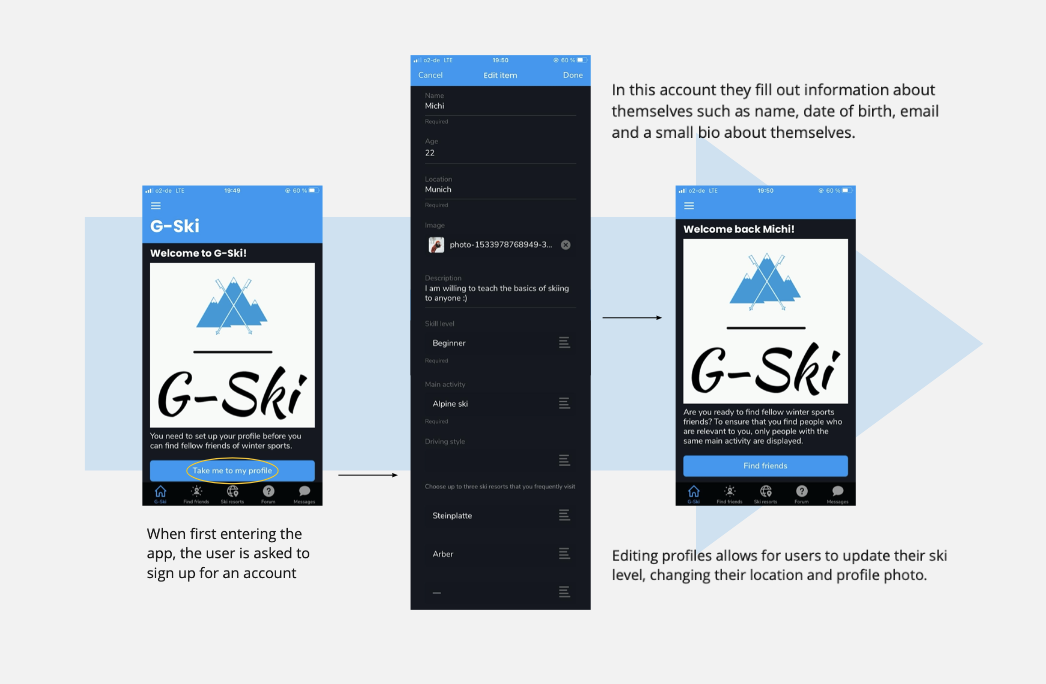 o2-de LTE 19:49 60 %
G-Ski
Welcome to G-Ski!
G-Ski
You need to set up your profile before you
can find fellow friends of winter sports.
Take me to my profile
G-Ski Find friends Ski resorts Forum Messages
When first entering the
app, the user is asked to
sign up for an account
o2-de LTE 19:50 60 %
Cancel Edit item Done
Name
Michi
Required
Age
22
Location
Munich
Required
Image
photo-1533978768949-3...
Description
I am willing to teach the basics of skiing
to anyone :)
Skill level
Beginner
Required
Main activity
Alpine ski
Required
Driving style
Choose up to three ski resorts that you frequently visit
Steinplatte
Arber
—
In this account they fill out information about
themselves such as name, date of birth, email
and a small bio about themselves.
o2-de LTE 19:50 60 %
Welcome back Michi!
G-Ski
Are you ready to find fellow winter sports
friends? To ensure that you find people who
are relevant to you, only people with the
same main activity are displayed.
Find friends
G-Ski Find friends Ski resorts Forum Messages
Editing profiles allows for users to update their ski
level, changing their location and profile photo.